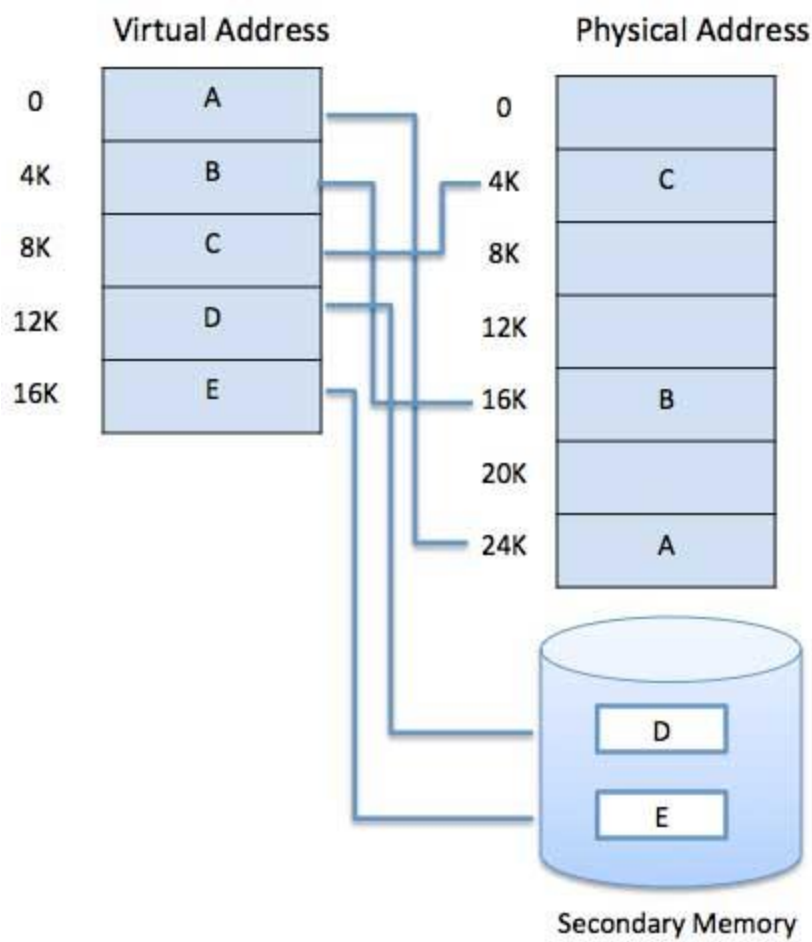 Virtual Address
0
A
4K
B
8K
C
12K
D
16K
E
Physical Address
0
4K
C
8K
12K
16K
B
20K
24K
A
D
E
Secondary Memory